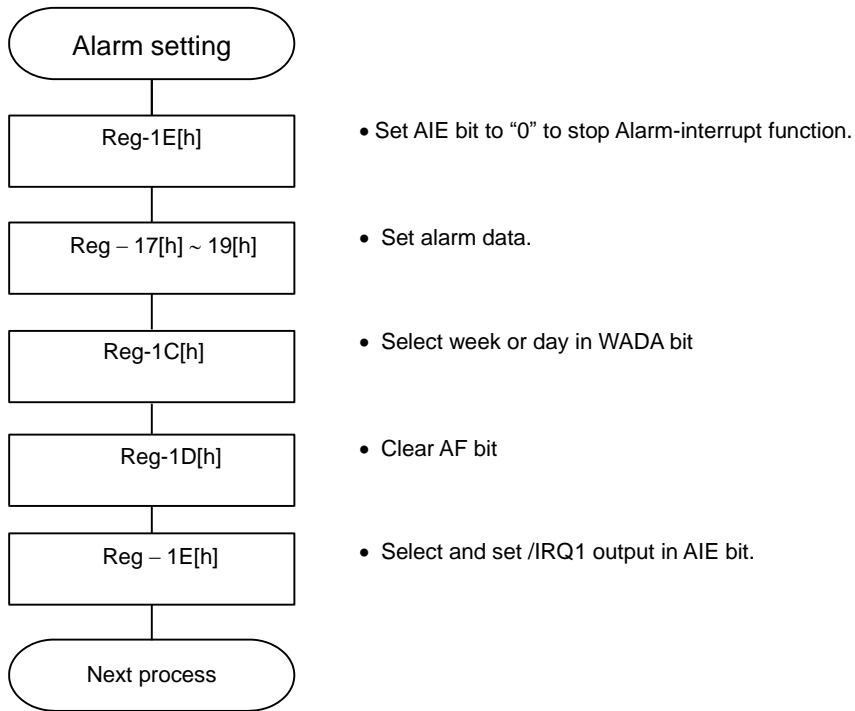 Alarm setting
Reg-1E[h]
• Set AIE bit to “0” to stop Alarm-interrupt function.
Reg – 17[h] ~ 19[h]
• Set alarm data.
Reg-1C[h]
• Select week or day in WADA bit
Reg-1D[h]
• Clear AF bit
Reg – 1E[h]
• Select and set /IRQ1 output in AIE bit.
Next process